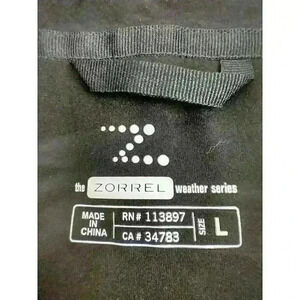 Z
the ZORREL weather series
MADE IN CHINA
RN# 113897
CA# 34783
SIZE L